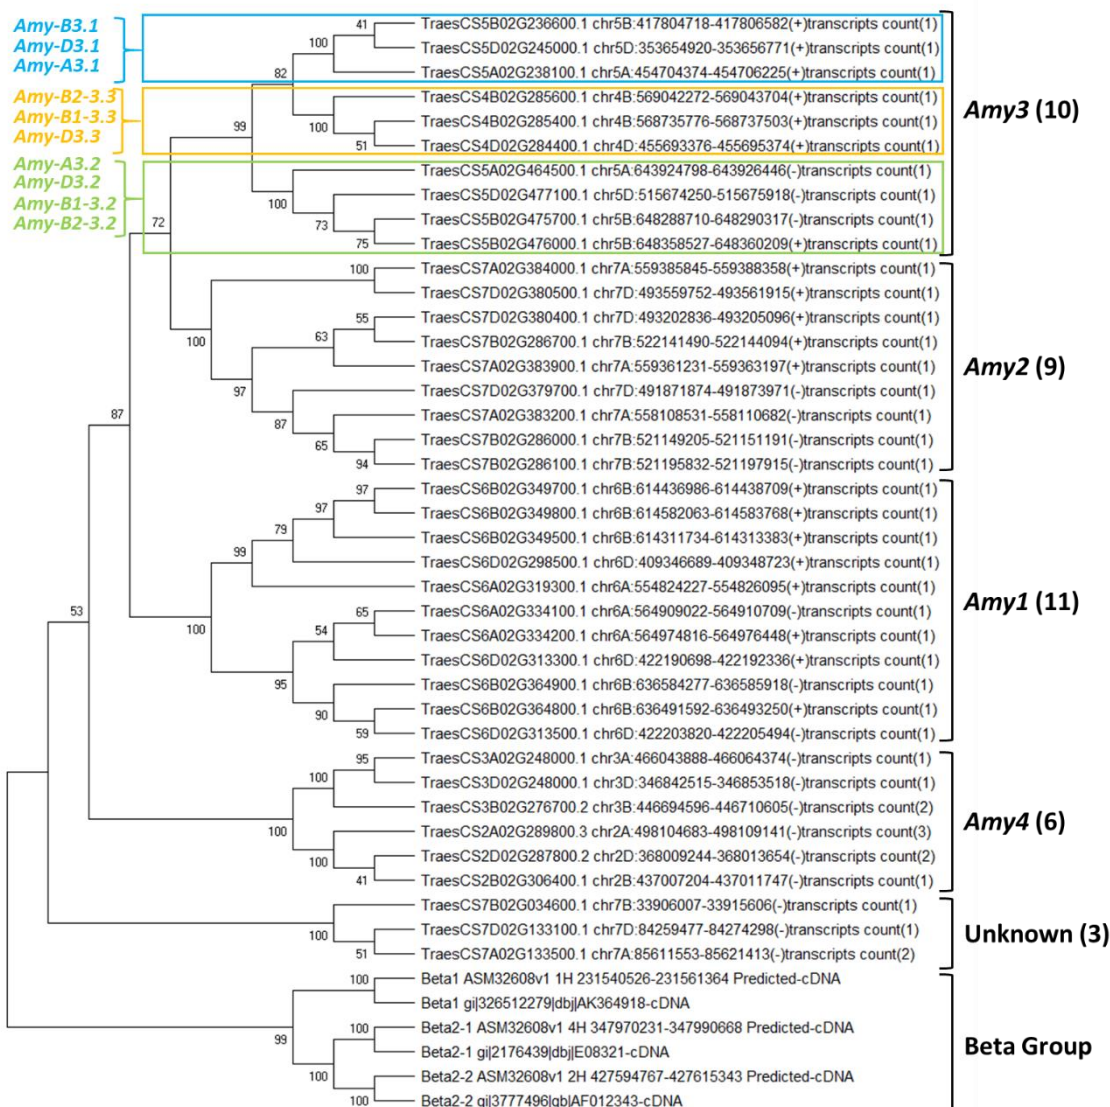 Amy-B3.1
Amy-D3.1
Amy-A3.1
Amy-B2-3.3
Amy-B1-3.3
Amy-D3.3
Amy-A3.2
Amy-D3.2
Amy-B1-3.2
Amy-B2-3.2
41
100
82
100
51
99
100
73
75
72
100
55
63
100
97
87
65
94
87
97
97
79
99
100
65
54
95
90
59
53
95
100
100
100
41
100
51
100
99
100
100
100
TraesCS5B02G236600.1 chr5B:417804718-417806582(+)transcripts count(1)
TraesCS5D02G245000.1 chr5D:353654920-353656771(+)transcripts count(1)
TraesCS5A02G238100.1 chr5A:454704374-454706225(+)transcripts count(1)
TraesCS4B02G285600.1 chr4B:569042272-569043704(+)transcripts count(1)
TraesCS4B02G285400.1 chr4B:568735776-568737503(+)transcripts count(1)
TraesCS4D02G284400.1 chr4D:455693376-455695374(+)transcripts count(1)
TraesCS5A02G464500.1 chr5A:643924798-643926446(-)transcripts count(1)
TraesCS5D02G477100.1 chr5D:515674250-515675918(-)transcripts count(1)
TraesCS5B02G475700.1 chr5B:648288710-648290317(-)transcripts count(1)
TraesCS5B02G476000.1 chr5B:648358527-648360209(+)transcripts count(1)
Amy3 (10)
TraesCS7A02G384000.1 chr7A:559385845-559388358(+)transcripts count(1)
TraesCS7D02G380500.1 chr7D:493559752-493561915(+)transcripts count(1)
TraesCS7D02G380400.1 chr7D:493202836-493205096(+)transcripts count(1)
TraesCS7B02G286700.1 chr7B:522141490-522144094(+)transcripts count(1)
TraesCS7A02G383900.1 chr7A:559361231-559363197(+)transcripts count(1)
TraesCS7D02G379700.1 chr7D:491871874-491873971(-)transcripts count(1)
TraesCS7A02G383200.1 chr7A:558108531-558110682(-)transcripts count(1)
TraesCS7B02G286000.1 chr7B:521149205-521151191(-)transcripts count(1)
TraesCS7B02G286100.1 chr7B:521195832-521197915(-)transcripts count(1)
Amy2 (9)
TraesCS6B02G349700.1 chr6B:614436986-614438709(+)transcripts count(1)
TraesCS6B02G349800.1 chr6B:614582063-614583768(+)transcripts count(1)
TraesCS6B02G349500.1 chr6B:614311734-614313383(+)transcripts count(1)
TraesCS6D02G298500.1 chr6D:409346689-409348723(+)transcripts count(1)
TraesCS6A02G319300.1 chr6A:554824227-554826095(+)transcripts count(1)
TraesCS6A02G334100.1 chr6A:564909022-564910709(-)transcripts count(1)
TraesCS6A02G334200.1 chr6A:564974816-564976448(+)transcripts count(1)
TraesCS6D02G313300.1 chr6D:422190698-422192336(+)transcripts count(1)
TraesCS6B02G364900.1 chr6B:636584277-636585918(-)transcripts count(1)
TraesCS6B02G364800.1 chr6B:636491592-636493250(+)transcripts count(1)
TraesCS6D02G313500.1 chr6D:422203820-422205494(-)transcripts count(1)
Amy1 (11)
TraesCS3A02G248000.1 chr3A:466043888-466064374(-)transcripts count(1)
TraesCS3D02G248000.1 chr3D:346842515-346853518(-)transcripts count(1)
TraesCS3B02G276700.2 chr3B:446694596-446710605(-)transcripts count(2)
TraesCS2A02G289800.3 chr2A:498104683-498109141(-)transcripts count(3)
TraesCS2D02G287800.2 chr2D:368009244-368013654(-)transcripts count(2)
TraesCS2B02G306400.1 chr2B:437007204-437011747(-)transcripts count(1)
Amy4 (6)
TraesCS7B02G034600.1 chr7B:33906007-33915606(-)transcripts count(1)
TraesCS7D02G133100.1 chr7D:84259477-84274298(-)transcripts count(1)
TraesCS7A02G133500.1 chr7A:85611553-85621413(-)transcripts count(2)
Unknown (3)
Beta1 ASM32608v1 1H 231540526-231561364 Predicted-cDNA
Beta1 gi|326512279|dbj|AK364918-cDNA
Beta2-1 ASM32608v1 4H 347970231-347990668 Predicted-cDNA
Beta2-1 gi|2176439|dbj|E08321-cDNA
Beta2-2 ASM32608v1 2H 427594767-427615343 Predicted-cDNA
Beta2-2 gi|3777496|gb|AF012343-cDNA
Beta Group